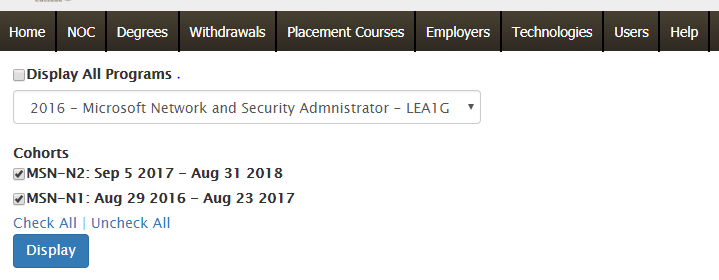 Home NOC Degrees Withdrawals Placement Courses Employers Technologies Users Help
Display All Programs .
2016 - Microsoft Network and Security Admnistrator - LEA1G
Cohorts
MSN-N2: Sep 5 2017 - Aug 31 2018
MSN-N1: Aug 29 2016 - Aug 23 2017
Check All | Uncheck All
Display